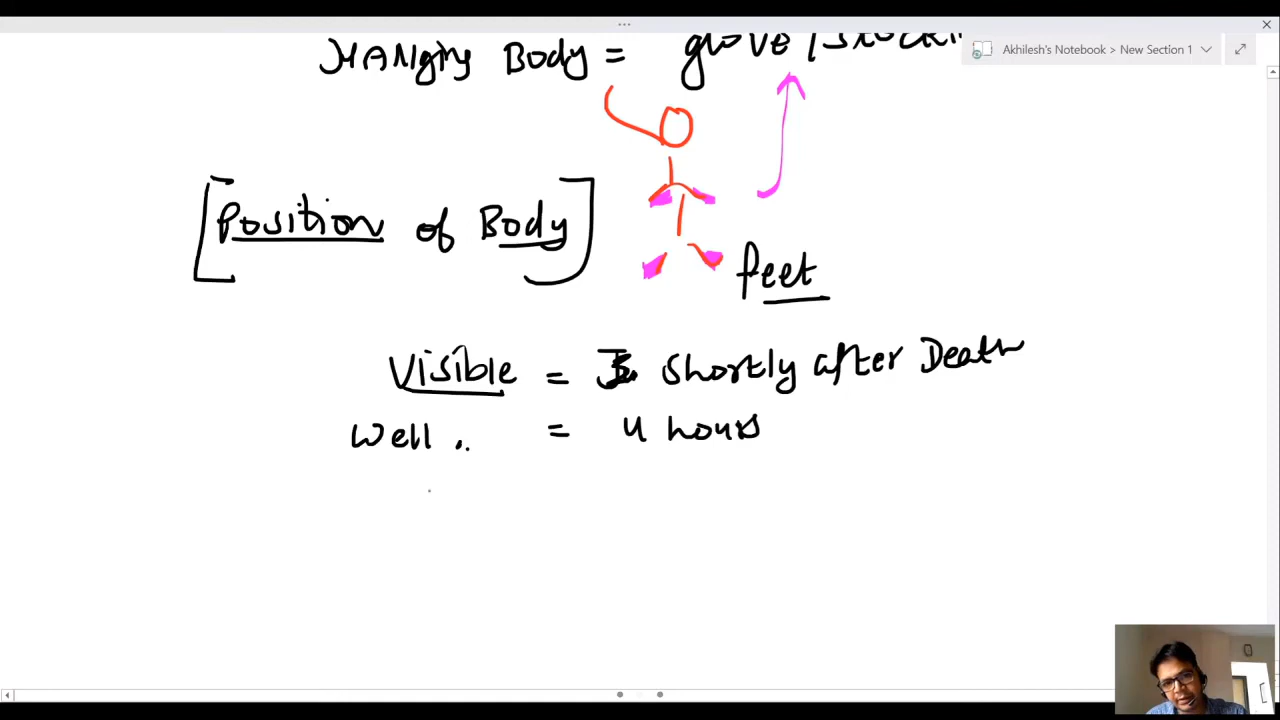 Akhilesh's Notebook > New Section 1
HANging Body = glove/
[Position of Body]
feet
Visible = shortly after Death
Well .. = 4 hours